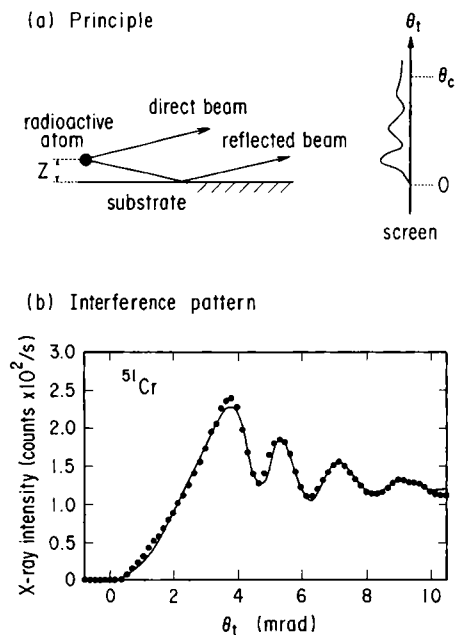 (a) Principle
θt
θc
direct beam
radioactive
atom
reflected beam
Z
substrate
0
screen
(b) Interference pattern
3.0
51Cr
2.5
2.0
1.5
1.0
0.5
0
X-ray intensity (counts x10²/s)
0 2 4 6 8 10
θt (mrad)